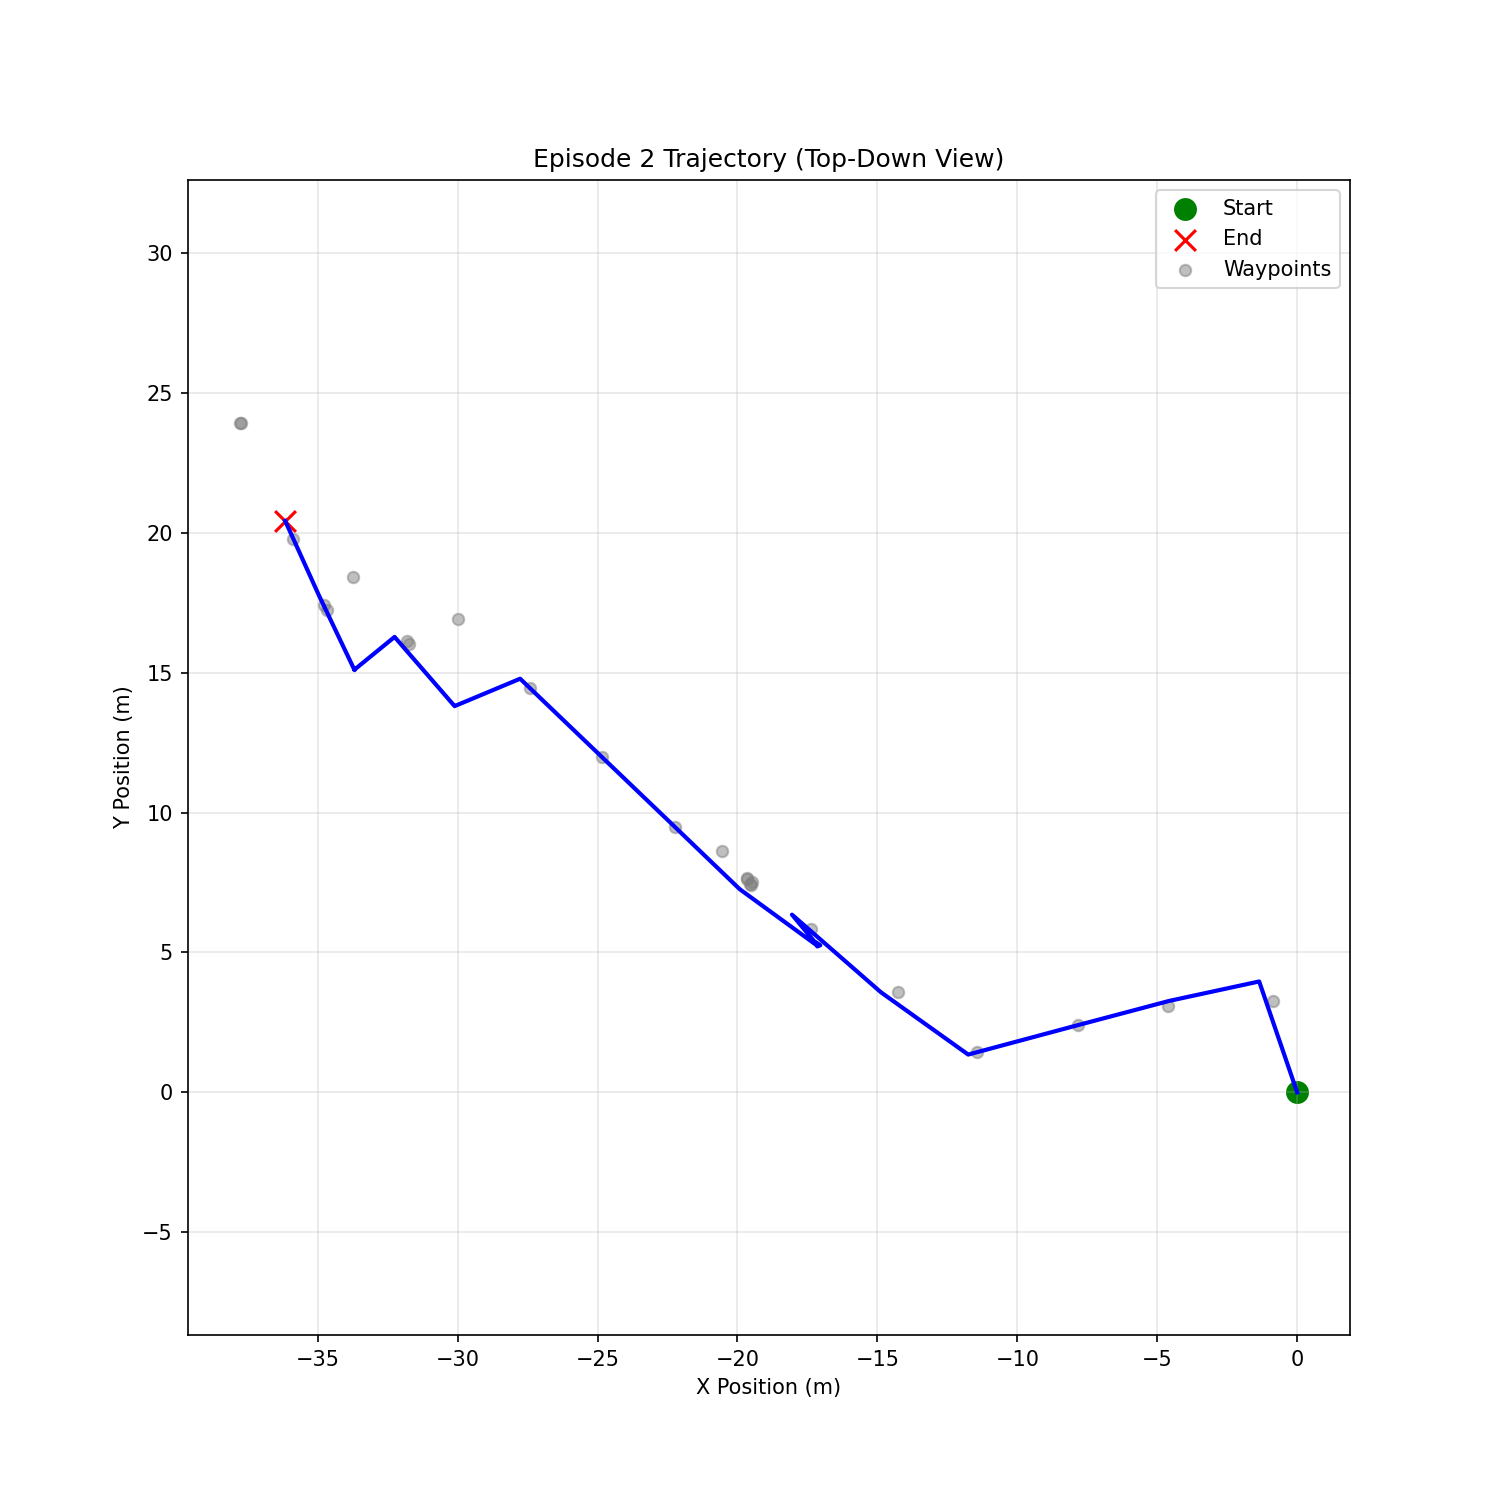 Episode 2 Trajectory (Top-Down View)
Start
End
Waypoints
30
25
20
15
10
5
0
−5
Y Position (m)
−35
−30
−25
−20
−15
−10
−5
0
X Position (m)